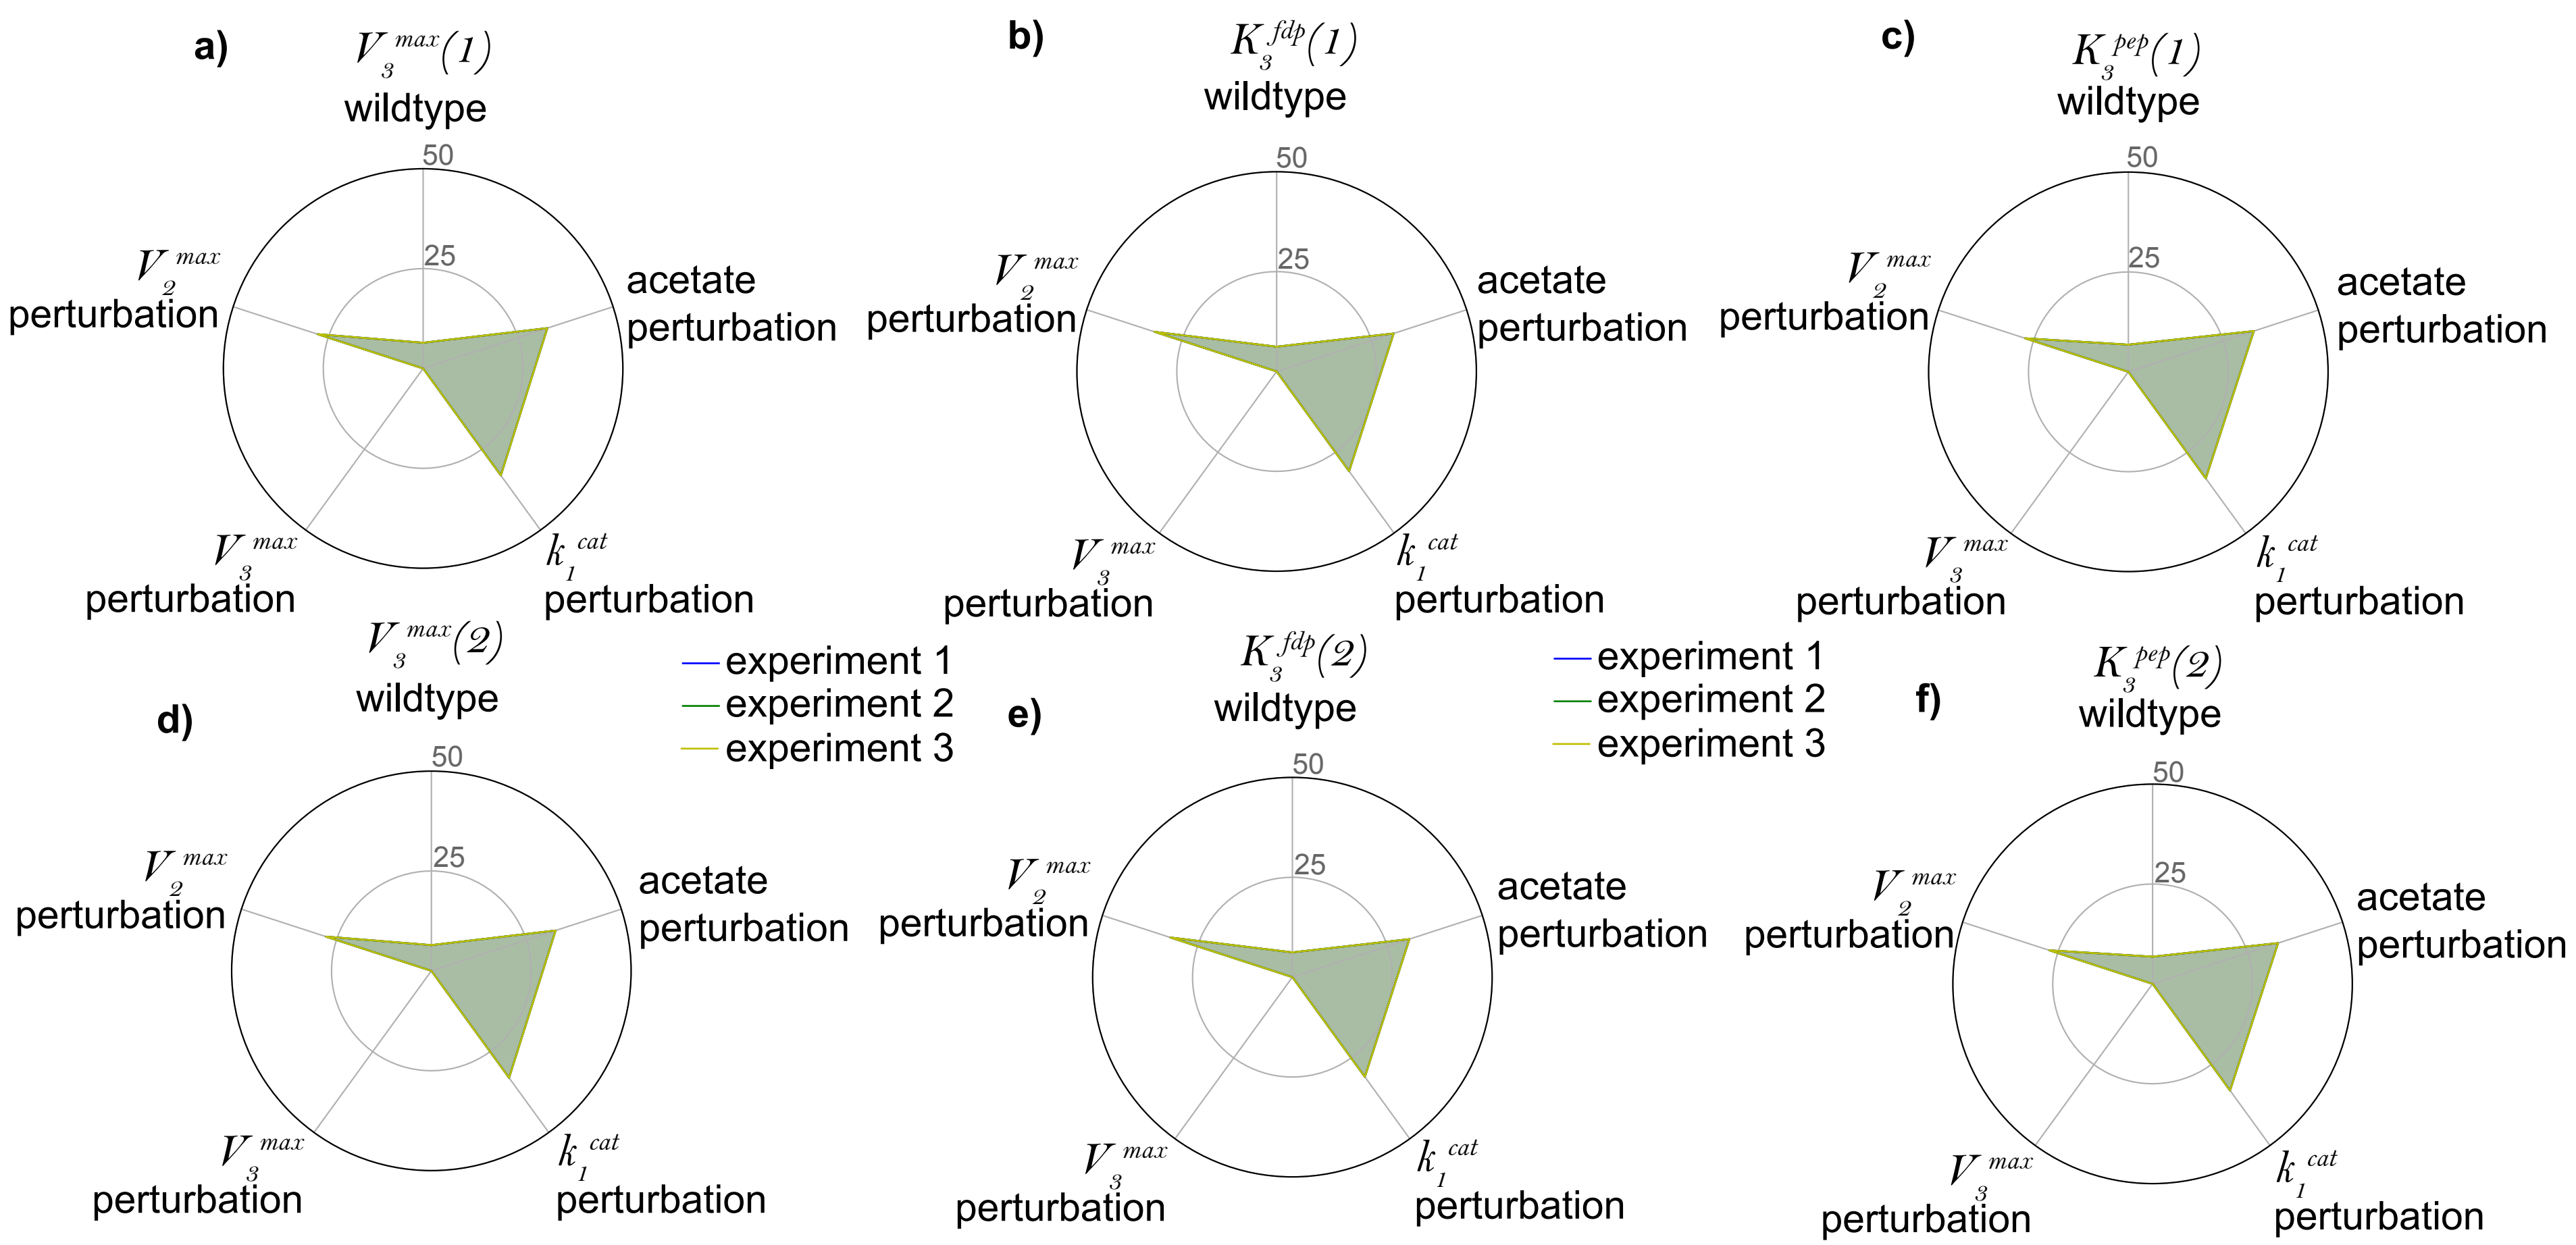 a)
V₃ᵐᵃˣ(1)
wildtype
50
25
V₂ᵐᵃˣ
perturbation
acetate
perturbation
V₃ᵐᵃˣ
perturbation
k₁ᶜᵃᵗ
perturbation
b)
K₃ᶠᵈᵖ(1)
wildtype
50
25
V₂ᵐᵃˣ
perturbation
acetate
perturbation
V₃ᵐᵃˣ
perturbation
k₁ᶜᵃᵗ
perturbation
c)
K₃ᵖᵉᵖ(1)
wildtype
50
25
V₂ᵐᵃˣ
perturbation
acetate
perturbation
V₃ᵐᵃˣ
perturbation
k₁ᶜᵃᵗ
perturbation
d)
V₃ᵐᵃˣ(2)
wildtype
50
25
V₂ᵐᵃˣ
perturbation
acetate
perturbation
V₃ᵐᵃˣ
perturbation
k₁ᶜᵃᵗ
perturbation
experiment 1
experiment 2
experiment 3
e)
K₃ᶠᵈᵖ(2)
wildtype
50
25
V₂ᵐᵃˣ
perturbation
acetate
perturbation
V₃ᵐᵃˣ
perturbation
k₁ᶜᵃᵗ
perturbation
experiment 1
experiment 2
experiment 3
f)
K₃ᵖᵉᵖ(2)
wildtype
50
25
V₂ᵐᵃˣ
perturbation
acetate
perturbation
V₃ᵐᵃˣ
perturbation
k₁ᶜᵃᵗ
perturbation